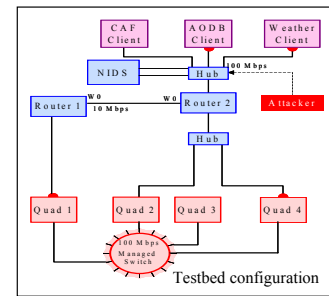 CAF Client
AODB Client
Weather Client
NIDS
Hub
100 Mbps
Router 1
W0
10 Mbps
W0
Router 2
Attacker
Hub
Quad 1
Quad 2
Quad 3
Quad 4
100 Mbps
Managed
Switch
Testbed configuration